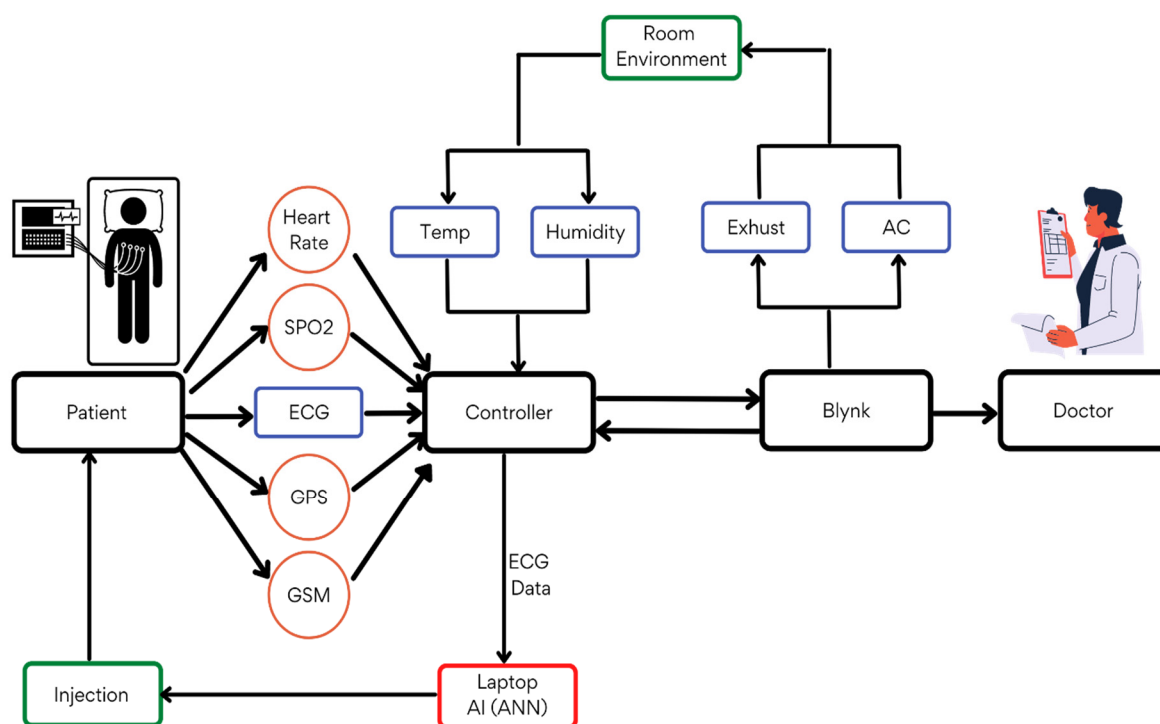 Room
Environment
Heart
Rate
Temp
Humidity
Exhust
AC
SPO2
Patient
ECG
Controller
Blynk
Doctor
GPS
GSM
ECG
Data
Injection
Laptop
AI (ANN)